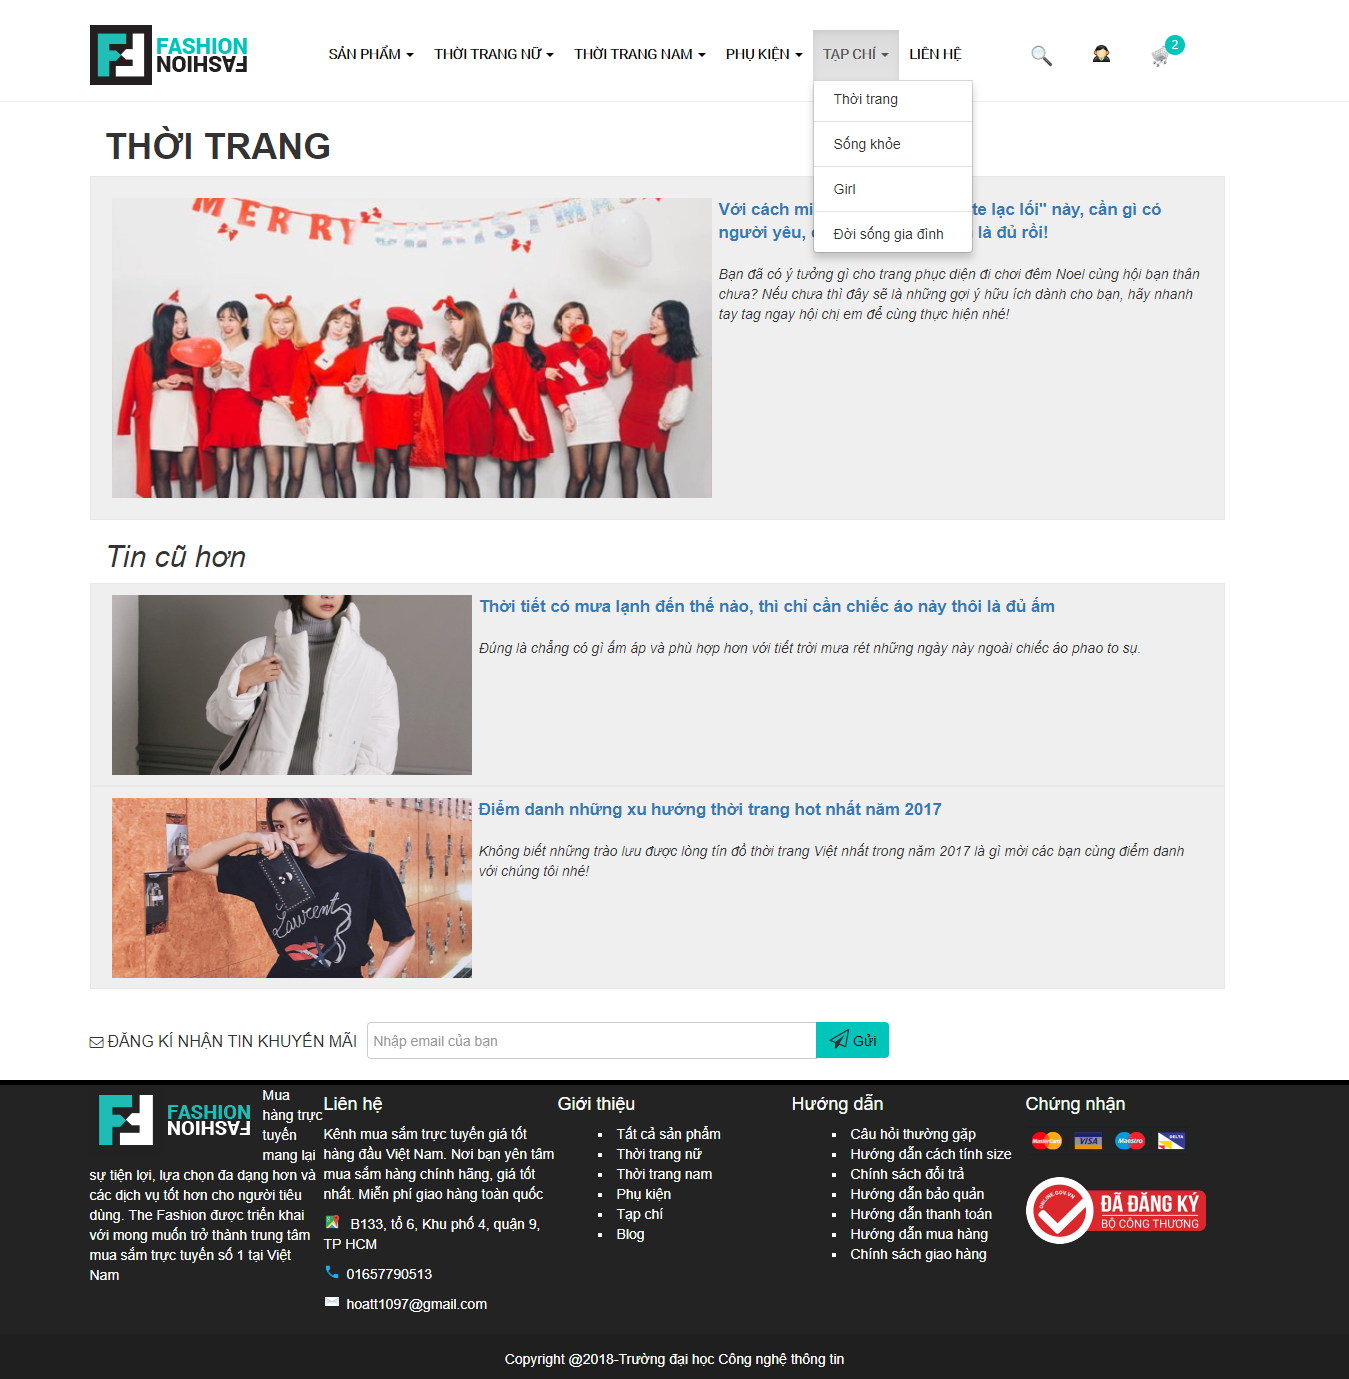 FASHION
FASHION
SẢN PHẨM
THỜI TRANG NỮ
THỜI TRANG NAM
PHỤ KIỆN
TẠP CHÍ
LIÊN HỆ
2
Thời trang
Sống khỏe
Girl
Đời sống gia đình
THỜI TRANG
MERRY CHRISTMAS
Với cách mi
te lạc lối" này, cần gì có
người yêu,
là đủ rồi!
Bạn đã có ý tưởng gì cho trang phục diện đi chơi đêm Noel cùng hội bạn thân
chưa? Nếu chưa thì đây sẽ là những gợi ý hữu ích dành cho bạn, hãy nhanh
tay tag ngay hội chị em để cùng thực hiện nhé!
Tin cũ hơn
Thời tiết có mưa lạnh đến thế nào, thì chỉ cần chiếc áo này thôi là đủ ấm
Đúng là chẳng có gì ấm áp và phù hợp hơn với tiết trời mưa rét những ngày này ngoài chiếc áo phao to sụ.
Điểm danh những xu hướng thời trang hot nhất năm 2017
Không biết những trào lưu được lòng tín đồ thời trang Việt nhất trong năm 2017 là gì mời các bạn cùng điểm danh
với chúng tôi nhé!
Laurent
ĐĂNG KÍ NHẬN TIN KHUYẾN MÃI
Nhập email của bạn
Gửi
FASHION
FASHION
Mua
hàng trực
tuyến
mang lại
sự tiện lợi, lựa chọn đa dạng hơn và
các dịch vụ tốt hơn cho người tiêu
dùng. The Fashion được triển khai
với mong muốn trở thành trung tâm
mua sắm trực tuyến số 1 tại Việt
Nam
Liên hệ
Kênh mua sắm trực tuyến giá tốt
hàng đầu Việt Nam. Nơi bạn yên tâm
mua sắm hàng chính hãng, giá tốt
nhất. Miễn phí giao hàng toàn quốc
B133, tổ 6, Khu phố 4, quận 9,
TP HCM
01657790513
hoatt1097@gmail.com
Giới thiệu
Tất cả sản phẩm
Thời trang nữ
Thời trang nam
Phụ kiện
Tạp chí
Blog
Hướng dẫn
Câu hỏi thường gặp
Hướng dẫn cách tính size
Chính sách đổi trả
Hướng dẫn bảo quản
Hướng dẫn thanh toán
Hướng dẫn mua hàng
Chính sách giao hàng
Chứng nhận
MasterCard
VISA
Maestro
DELTA
ONLINE.GOV.VN
ĐÃ ĐĂNG KÝ
BỘ CÔNG THƯƠNG
Copyright @2018-Trường đại học Công nghệ thông tin